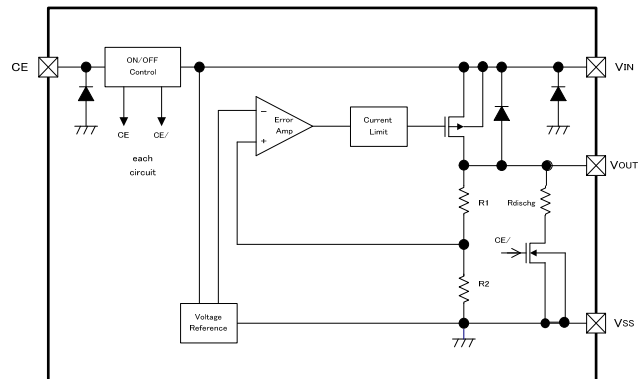 CE
ON/OFF
Control
CE
CE/
each
circuit
−
+
Error
Amp
Current
Limit
VIN
VOUT
R1
Rdischg
CE/
R2
Voltage
Reference
VSS